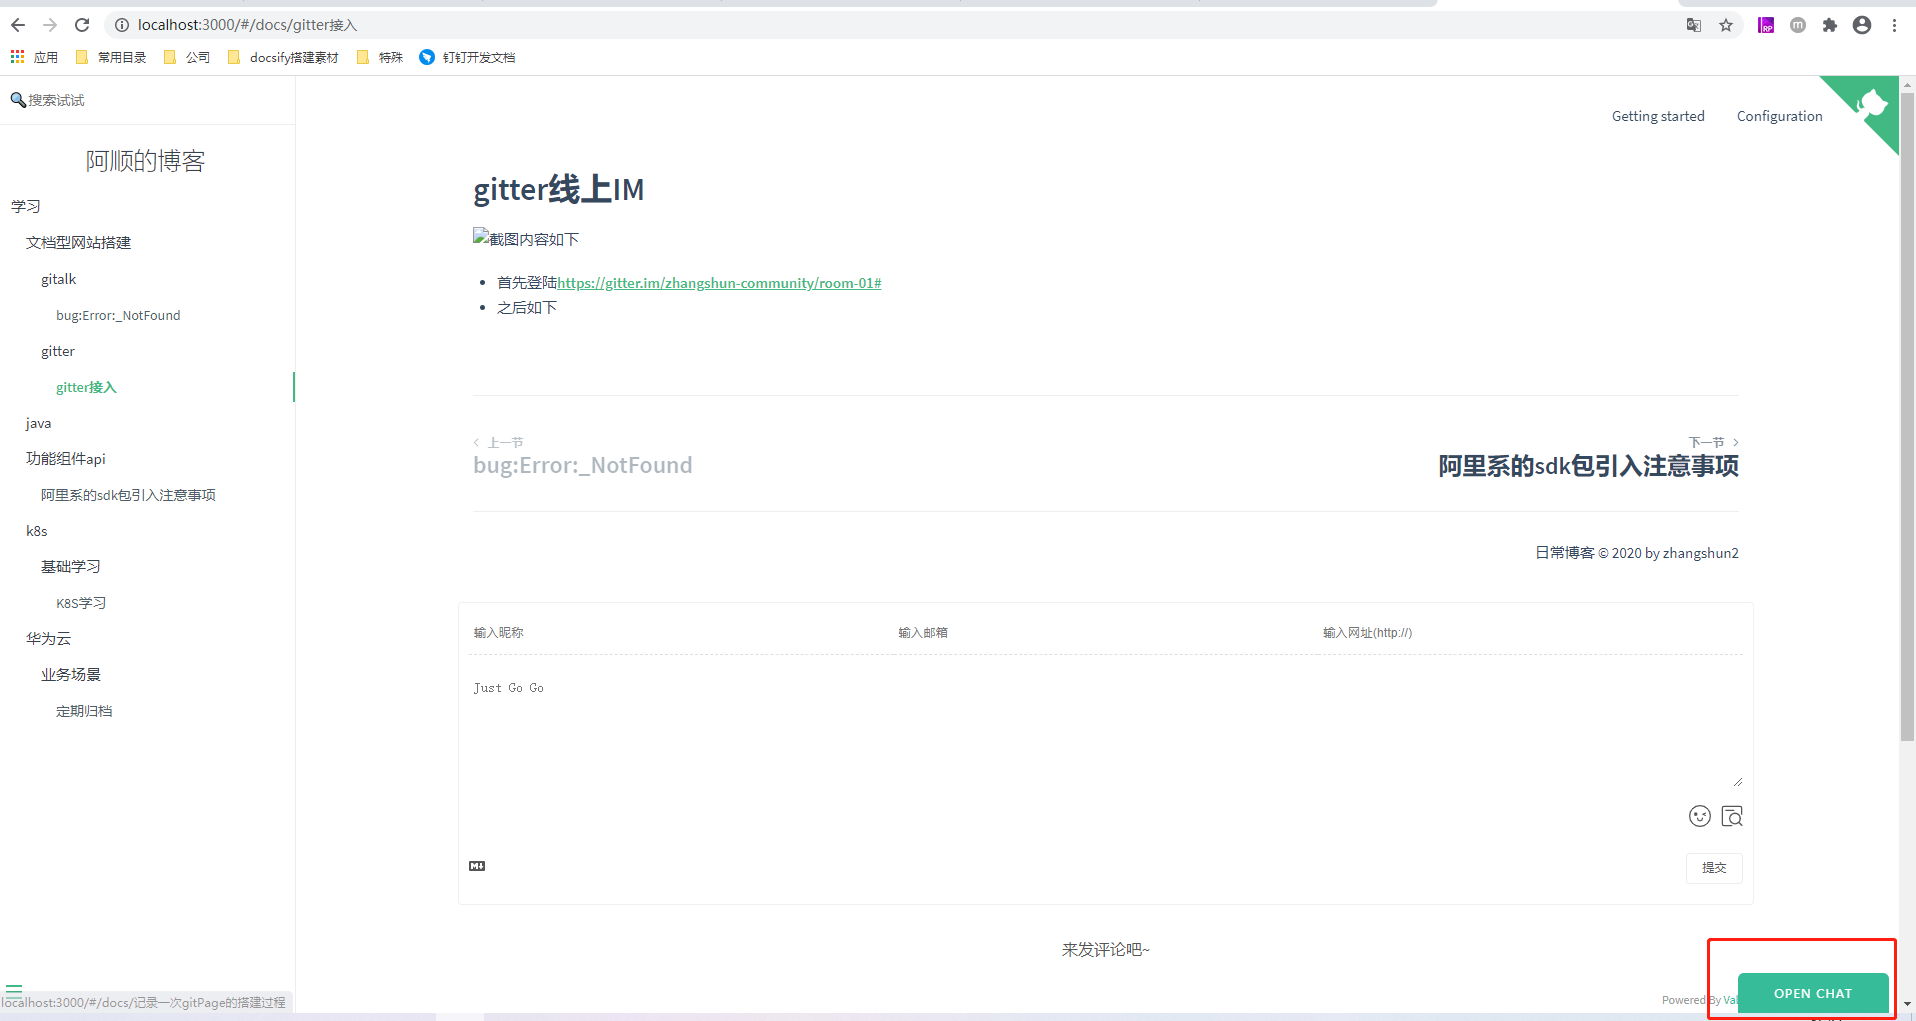 localhost:3000/#/docs/gitter接入
应用
常用目录
公司
docsify搭建素材
特殊
钉钉开发文档
搜索试试
阿顺的博客
学习
文档型网站搭建
gitalk
bug:Error:_NotFound
gitter
gitter接入
java
功能组件api
阿里系的sdk包引入注意事项
k8s
基础学习
K8S学习
华为云
业务场景
定期归档
localhost:3000/#/docs/记录一次gitPage的搭建过程
Getting started
Configuration
gitter线上IM
截图内容如下
首先登陆https://gitter.im/zhangshun-community/room-01#
之后如下
上一节
bug:Error:_NotFound
下一节
阿里系的sdk包引入注意事项
日常博客 © 2020 by zhangshun2
输入昵称
输入邮箱
输入网址(http://)
Just Go Go
提交
来发评论吧~
Powered By Val
OPEN CHAT